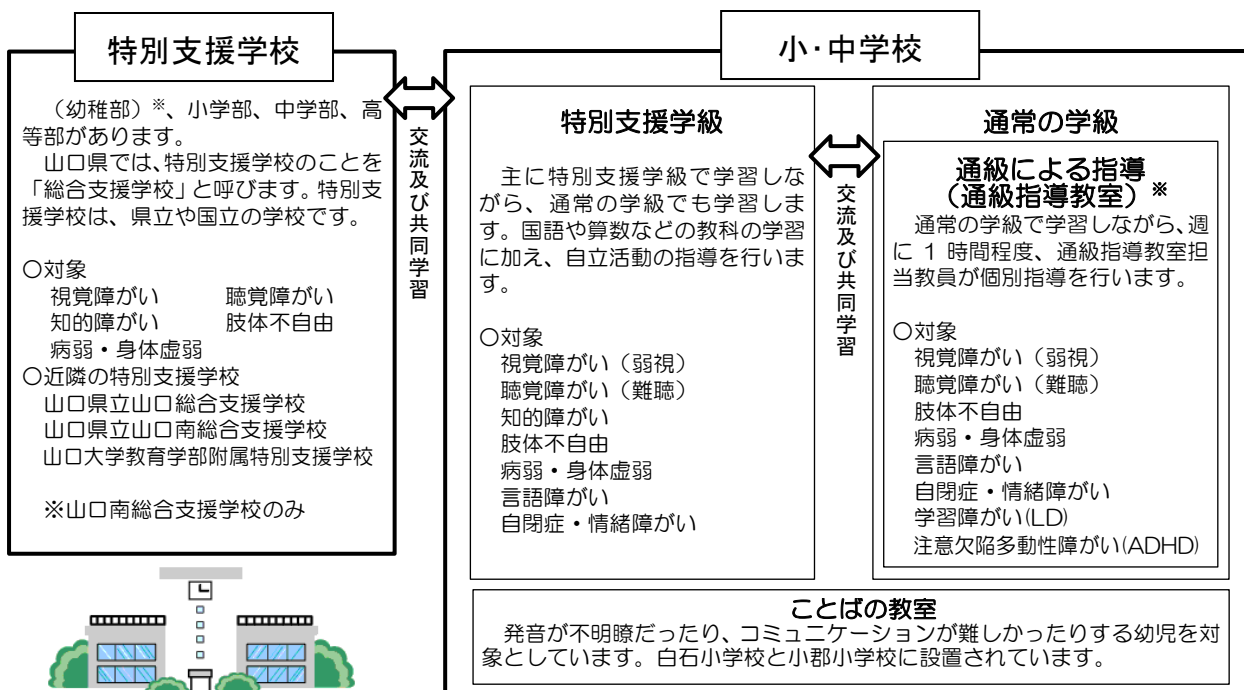 特別支援学校
（幼稚部）※、小学部、中学部、高
等部があります。
山口県では、特別支援学校のことを
「総合支援学校」と呼びます。特別支
援学校は、県立や国立の学校です。
〇対象
視覚障がい　聴覚障がい
知的障がい　肢体不自由
病弱・身体虚弱
〇近隣の特別支援学校
山口県立山口総合支援学校
山口県立山口南総合支援学校
山口大学教育学部附属特別支援学校
※山口南総合支援学校のみ
交流及び共同学習
小・中学校
特別支援学級
主に特別支援学級で学習しな
がら、通常の学級でも学習しま
す。国語や算数などの教科の学習
に加え、自立活動の指導を行いま
す。
〇対象
視覚障がい（弱視）
聴覚障がい（難聴）
知的障がい
肢体不自由
病弱・身体虚弱
言語障がい
自閉症・情緒障がい
交流及び共同学習
通常の学級
通級による指導
（通級指導教室）※
通常の学級で学習しながら、週
に 1 時間程度、通級指導教室担
当教員が個別指導を行います。
〇対象
視覚障がい（弱視）
聴覚障がい（難聴）
肢体不自由
病弱・身体虚弱
言語障がい
自閉症・情緒障がい
学習障がい(LD)
注意欠陥多動性障がい(ADHD)
ことばの教室
発音が不明瞭だったり、コミュニケーションが難しかったりする幼児を対
象としています。白石小学校と小郡小学校に設置されています。